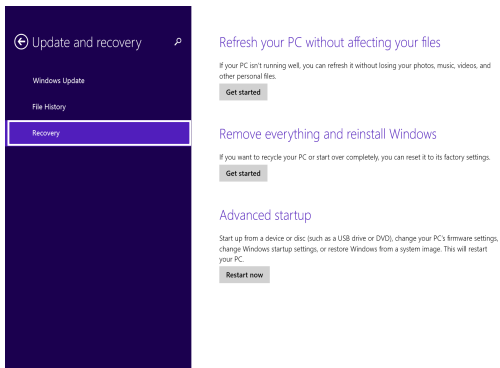 Update and recovery
Windows Update
File History
Recovery
Refresh your PC without affecting your files
If your PC isn't running well, you can refresh it without losing your photos, music, videos, and
other personal files.
Get started
Remove everything and reinstall Windows
If you want to recycle your PC or start over completely, you can reset it to its factory settings.
Get started
Advanced startup
Start up from a device or disc (such as a USB drive or DVD), change your PC's firmware settings,
change Windows startup settings, or restore Windows from a system image. This will restart
your PC.
Restart now